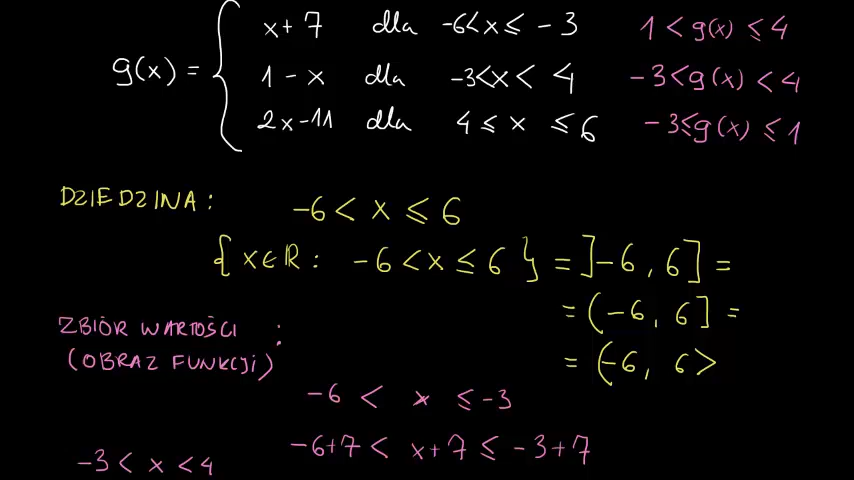 x+7 dla -6<x≤-3 1<g(x)≤4
g(x)= 1-x dla -3<x<4 -3<g(x)<4
2x-11 dla 4≤x≤6 -3≤g(x)≤1
DZIEDZINA: -6<x≤6
{x∈R: -6<x≤6} = ]-6, 6] =
= (-6, 6] =
= (-6, 6>
ZBIÓR WARTOŚCI :
(OBRAZ FUNKCJI)
-6 < x ≤ -3
-6+7 < x+7 ≤ -3+7
-3<x<4